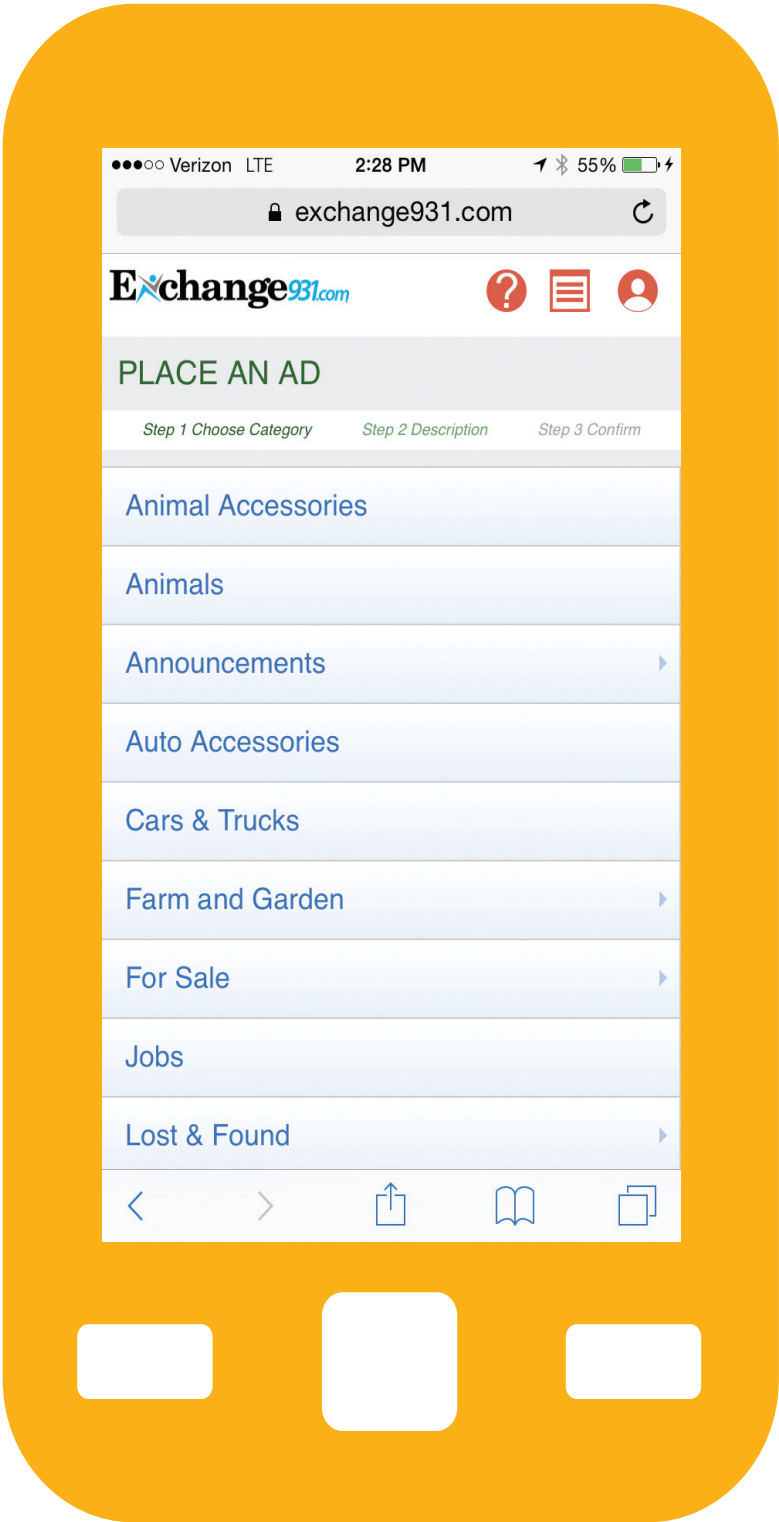 Verizon LTE 2:28 PM 55%
exchange931.com
Exchange931.com
PLACE AN AD
Step 1 Choose Category Step 2 Description Step 3 Confirm
Animal Accessories
Animals
Announcements
Auto Accessories
Cars & Trucks
Farm and Garden
For Sale
Jobs
Lost & Found